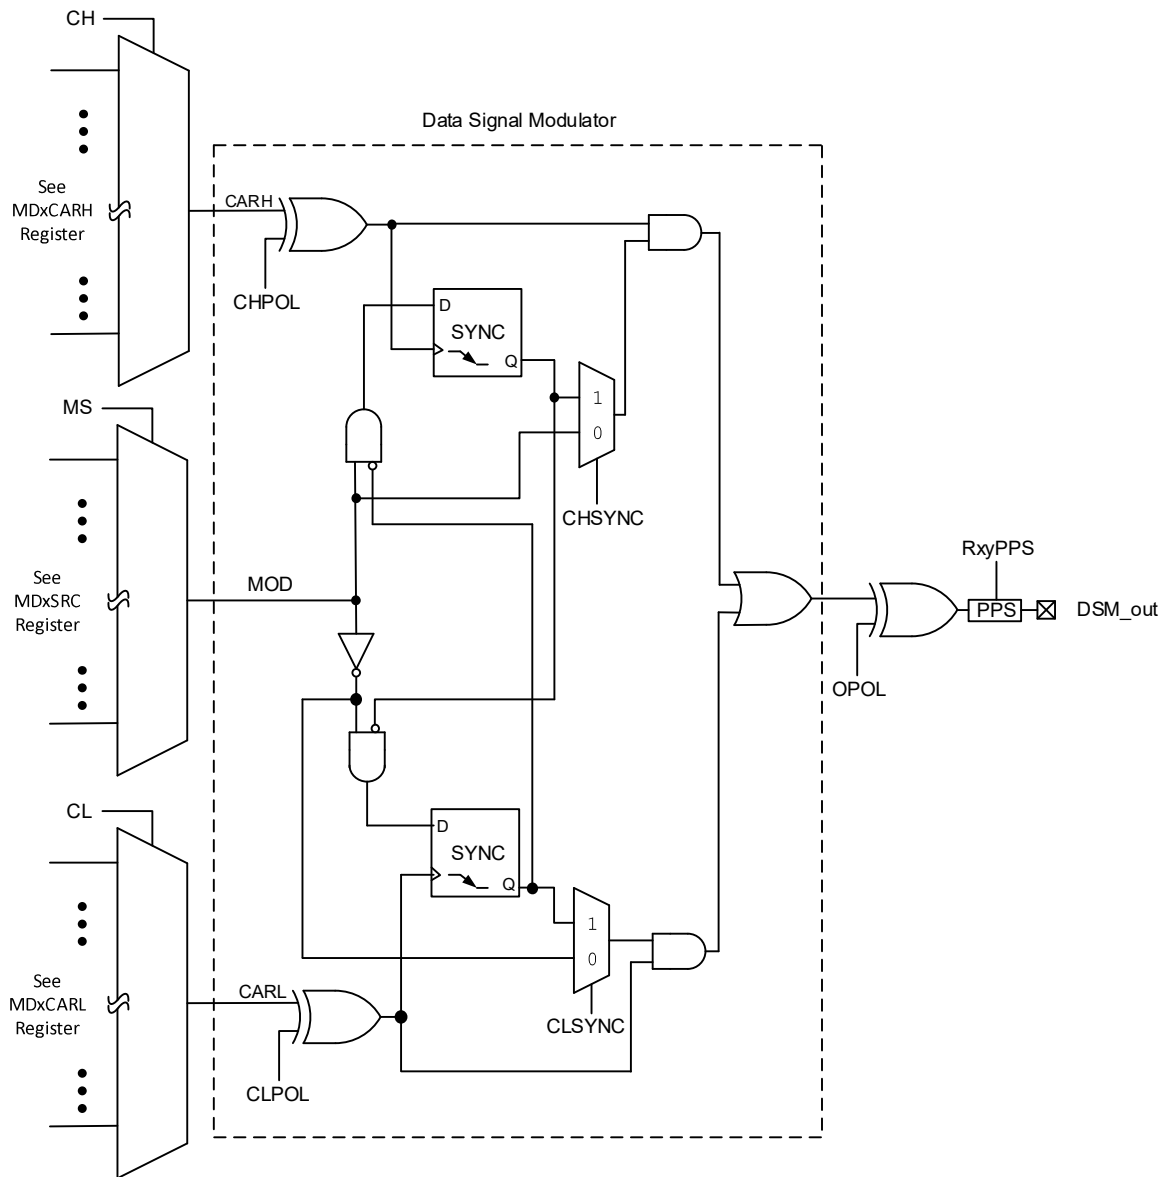 CH
Data Signal Modulator
See
MDxCARH
Register
CARH
CHPOL
D
SYNC
Q
1
0
CHSYNC
MS
See
MDxSRC
Register
MOD
RxyPPS
PPS
DSM_out
OPOL
CL
D
SYNC
Q
1
0
CLSYNC
See
MDxCARL
Register
CARL
CLPOL